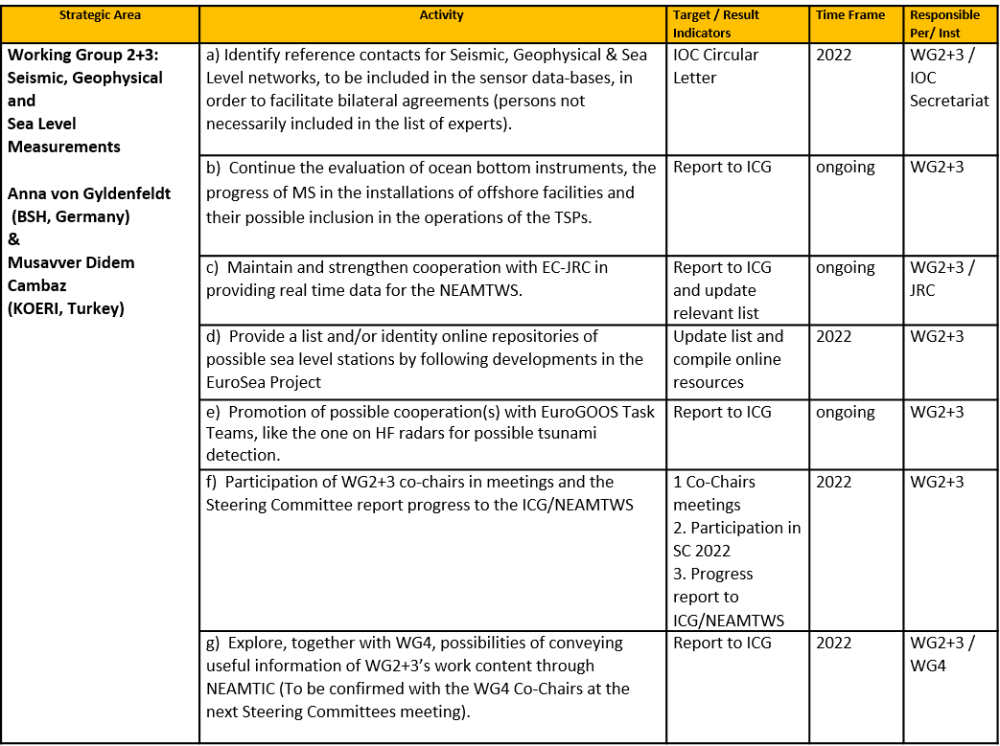 Strategic Area
Activity
Target / Result
Indicators
Time Frame
Responsible
Per/ Inst
Working Group 2+3:
Seismic, Geophysical
and
Sea Level
Measurements
Anna von Gyldenfeldt
(BSH, Germany)
&
Musavver Didem
Cambaz
(KOERI, Turkey)
a) Identify reference contacts for Seismic, Geophysical & Sea
Level networks, to be included in the sensor data-bases, in
order to facilitate bilateral agreements (persons not
necessarily included in the list of experts).
IOC Circular
Letter
2022
WG2+3 /
IOC
Secretariat
b) Continue the evaluation of ocean bottom instruments, the
progress of MS in the installations of offshore facilities and
their possible inclusion in the operations of the TSPs.
Report to ICG
ongoing
WG2+3
c) Maintain and strengthen cooperation with EC-JRC in
providing real time data for the NEAMTWS.
Report to ICG
and update
relevant list
ongoing
WG2+3 /
JRC
d) Provide a list and/or identity online repositories of
possible sea level stations by following developments in the
EuroSea Project
Update list and
compile online
resources
2022
WG2+3
e) Promotion of possible cooperation(s) with EuroGOOS Task
Teams, like the one on HF radars for possible tsunami
detection.
Report to ICG
ongoing
WG2+3
f) Participation of WG2+3 co-chairs in meetings and the
Steering Committee report progress to the ICG/NEAMTWS
1 Co-Chairs
meetings
2. Participation in
SC 2022
3. Progress
report to
ICG/NEAMTWS
2022
WG2+3
g) Explore, together with WG4, possibilities of conveying
useful information of WG2+3's work content through
NEAMTIC (To be confirmed with the WG4 Co-Chairs at the
next Steering Committees meeting).
Report to ICG
2022
WG2+3 /
WG4